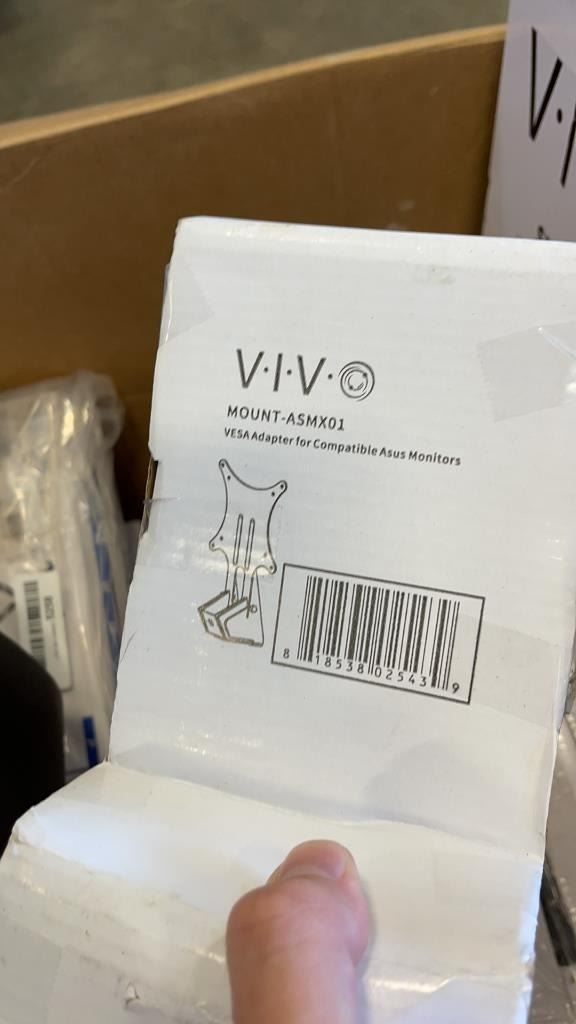 V·I·V·O
MOUNT-ASMX01
VESA Adapter for Compatible Asus Monitors
8 18538 02543 9